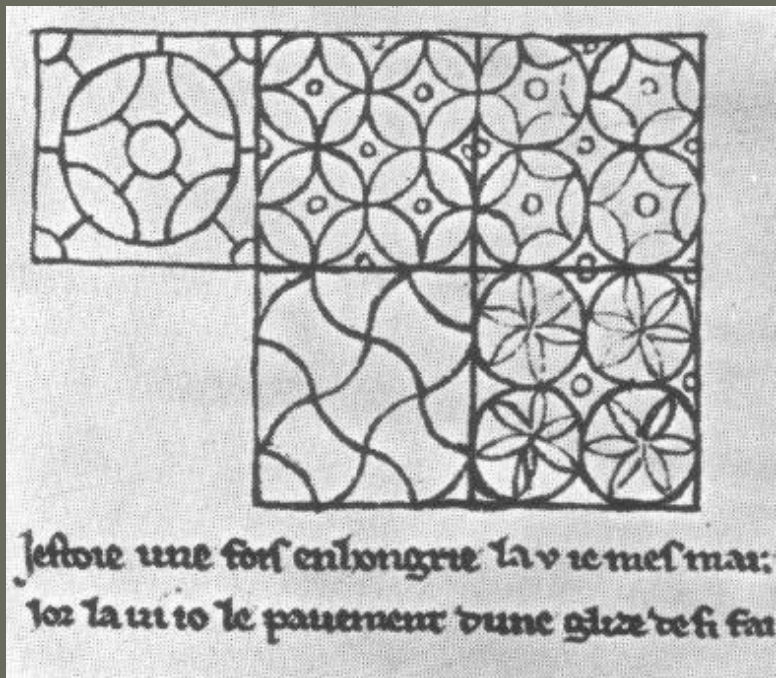 Jestoie une fois en hongrie la v ie mes mai
ior la ui io le pauement dune glize de si fai